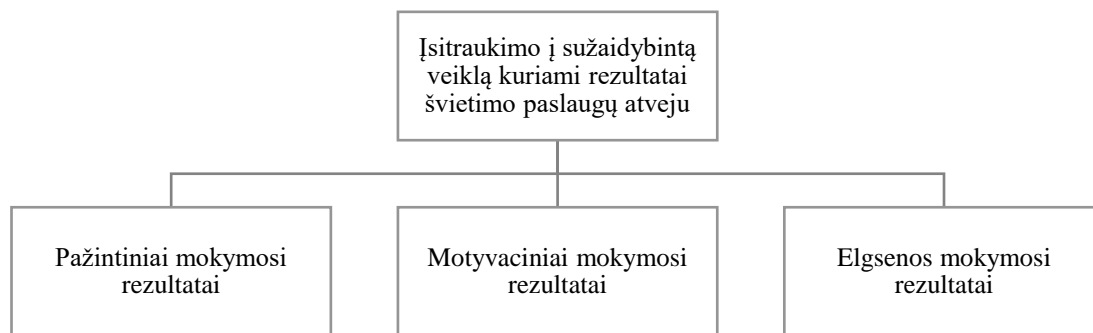 Įsitraukimo į sužaidybintą
veiklą kuriami rezultatai
švietimo paslaugų atveju
Pažintiniai mokymosi
rezultatai
Motyvaciniai mokymosi
rezultatai
Elgsenos mokymosi
rezultatai